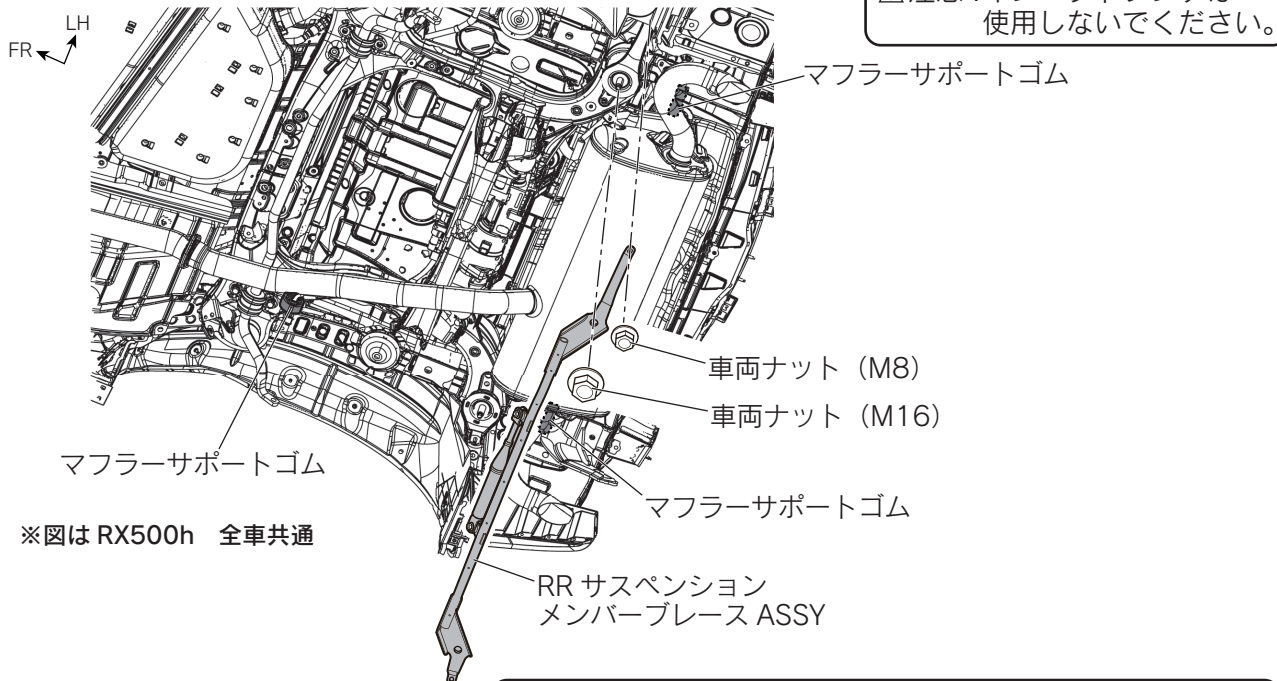 使用しないでください。
LH
FR
マフラーサポートゴム
車両ナット（M8）
車両ナット（M16）
マフラーサポートゴム
マフラーサポートゴム
※図は RX500h　全車共通
RR サスペンション
メンバーブレース ASSY